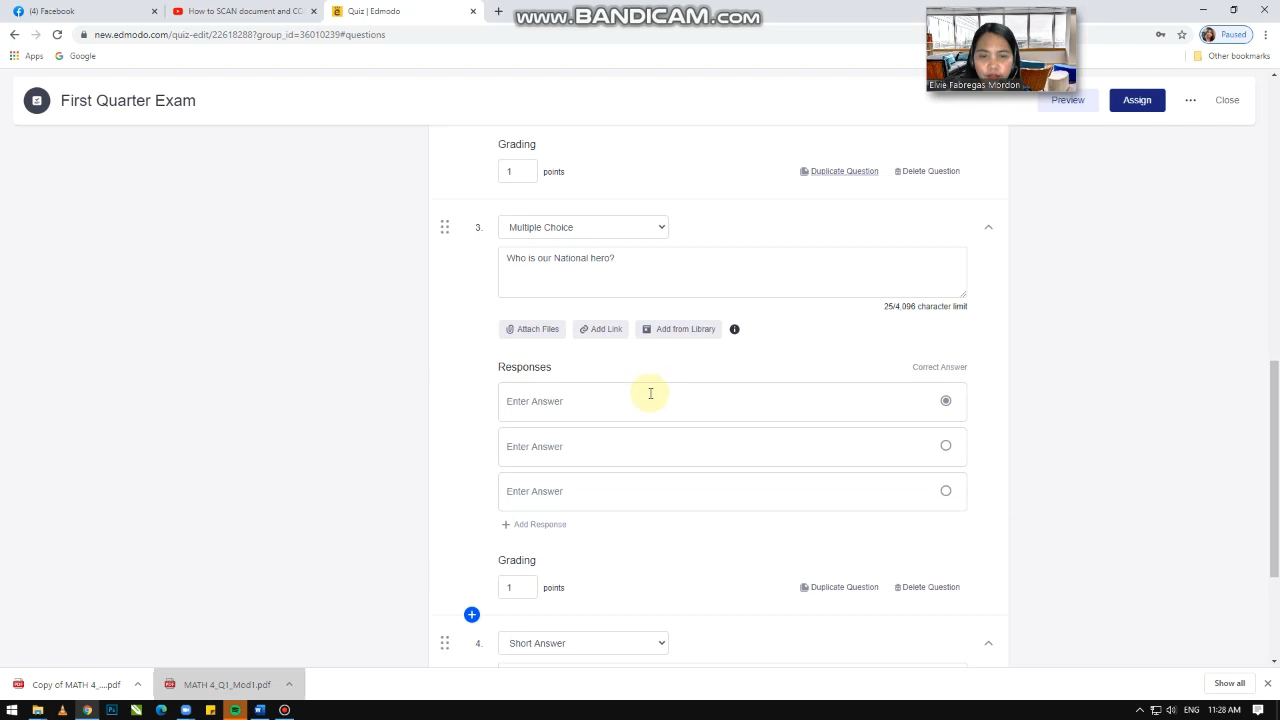 (4) Facebook
How to SCAN document and CC
Quiz | Edmodo
www.BANDICAM.com
new.edmodo.com/quiz-edit/22618288?groupId=36010239#questions
Paused
Apps
Google
Other bookmarks
Elvie Fabregas Mordon
First Quarter Exam
Preview
Assign
Close
Grading
1
points
Duplicate Question
Delete Question
3.
Multiple Choice
Who is our National hero?
25/4,096 character limit
Attach Files
Add Link
Add from Library
Responses
Correct Answer
Enter Answer
Enter Answer
Enter Answer
Add Response
Grading
1
points
Duplicate Question
Delete Question
4.
Short Answer
Copy of MATH 4_....pdf
MATH 4_Q1_Mod1.pdf
Show all
ENG
11:28 AM